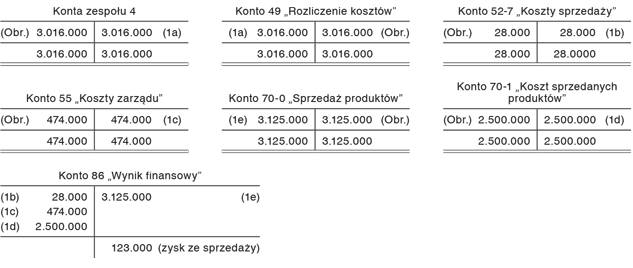 Konta zespołu 4
(Obr.) 3.016.000 3.016.000 (1a)
3.016.000 3.016.000
Konto 49 „Rozliczenie kosztów”
(1a) 3.016.000 3.016.000 (Obr.)
3.016.000 3.016.000
Konto 52-7 „Koszty sprzedaży”
(Obr.) 28.000 28.000 (1b)
28.000 28.0000
Konto 55 „Koszty zarządu”
(Obr.) 474.000 474.000 (1c)
474.000 474.000
Konto 70-0 „Sprzedaż produktów”
(1e) 3.125.000 3.125.000 (Obr.)
3.125.000 3.125.000
Konto 70-1 „Koszt sprzedanych
produktów”
(Obr.) 2.500.000 2.500.000 (1d)
2.500.000 2.500.000
Konto 86 „Wynik finansowy”
(1b) 28.000 3.125.000 (1e)
(1c) 474.000
(1d) 2.500.000
123.000 (zysk ze sprzedaży)